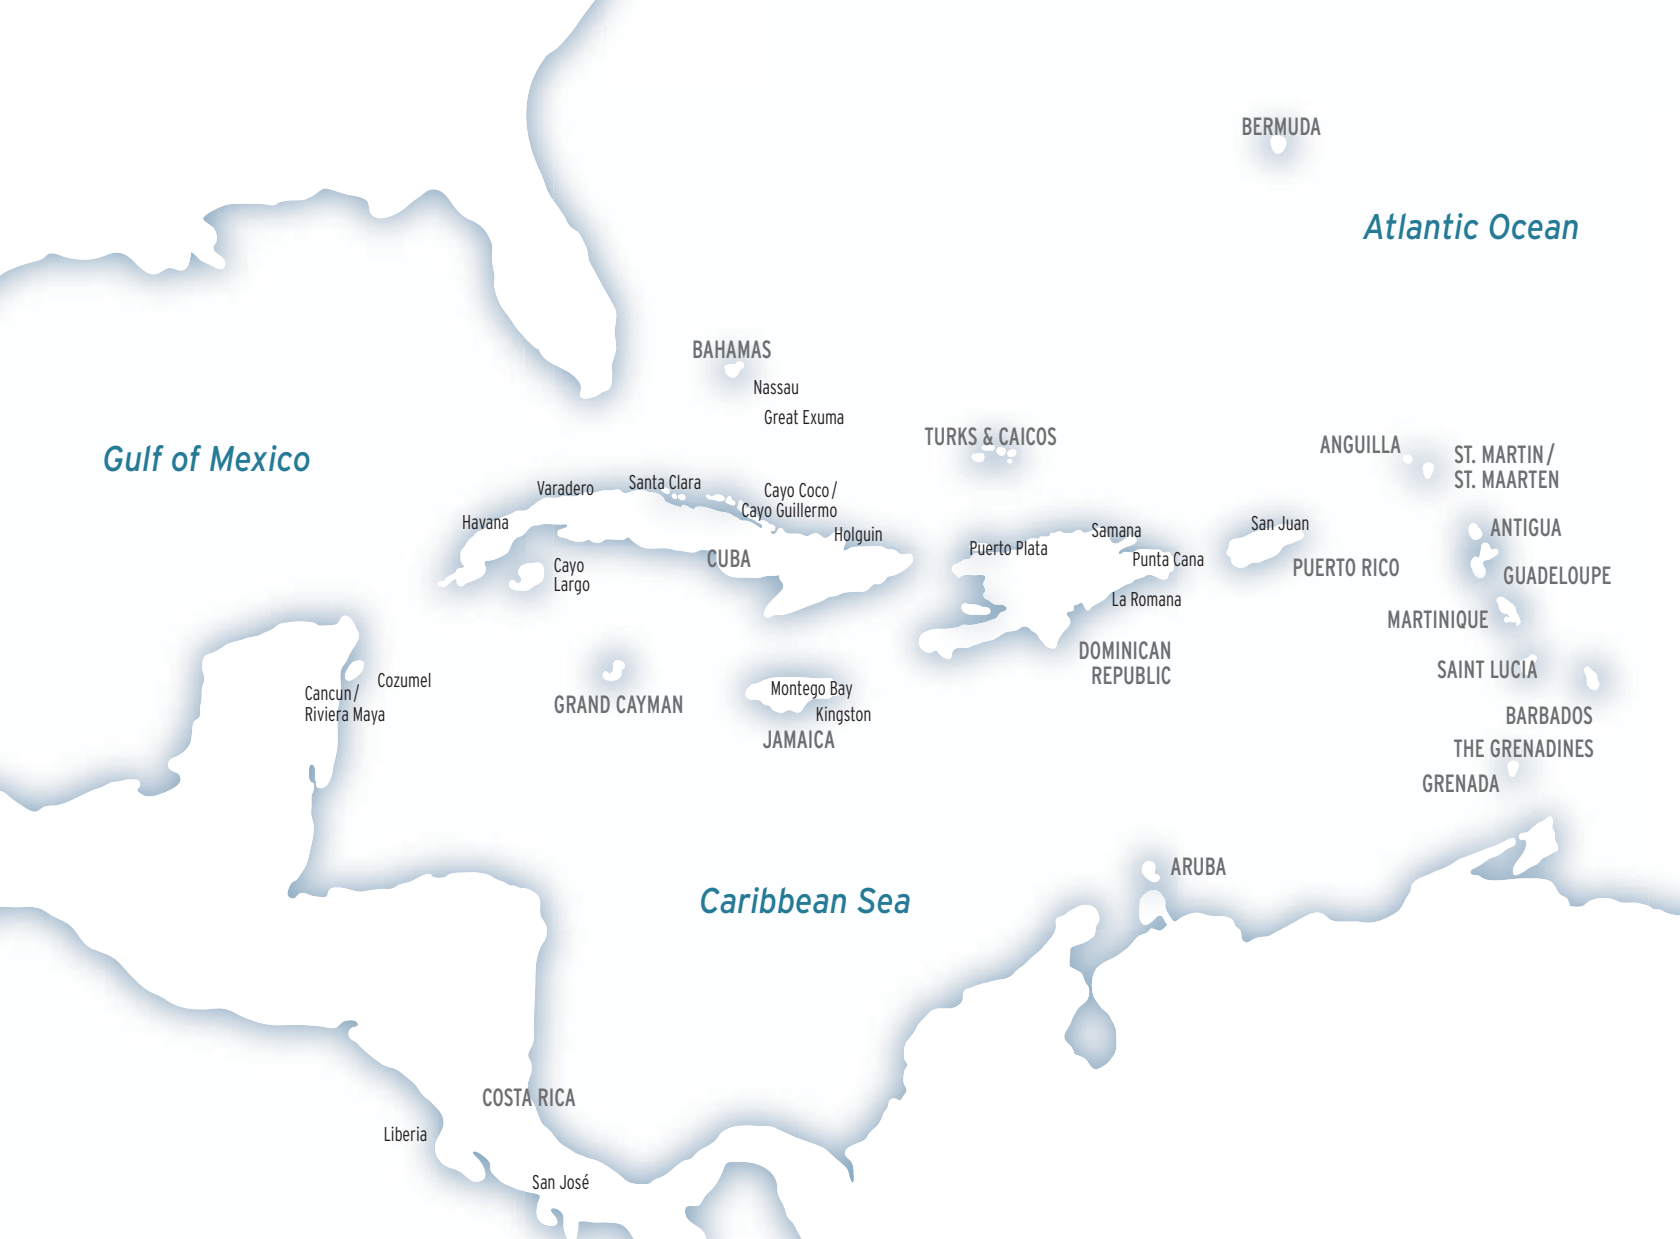 BERMUDA
Atlantic Ocean
BAHAMAS
Nassau
Great Exuma
TURKS & CAICOS
ANGUILLA
ST. MARTIN /
ST. MAARTEN
Gulf of Mexico
Varadero
Santa Clara
Cayo Coco /
Cayo Guillermo
Havana
Holguin
CUBA
Cayo
Largo
Puerto Plata
Samana
Punta Cana
La Romana
DOMINICAN
REPUBLIC
San Juan
PUERTO RICO
ANTIGUA
GUADELOUPE
MARTINIQUE
SAINT LUCIA
BARBADOS
THE GRENADINES
GRENADA
Cozumel
Cancun /
Riviera Maya
GRAND CAYMAN
Montego Bay
Kingston
JAMAICA
ARUBA
Caribbean Sea
COSTA RICA
Liberia
San José